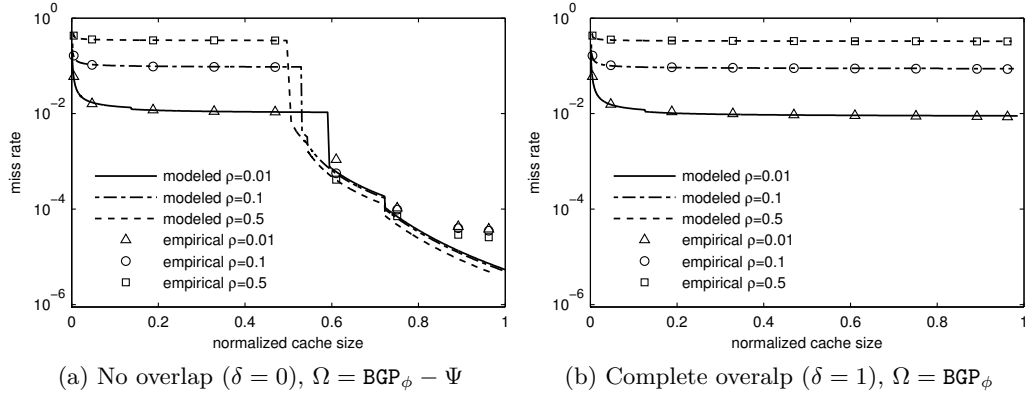 10^0
10^-2
10^-4
10^-6
miss rate
modeled ρ=0.01
modeled ρ=0.1
modeled ρ=0.5
empirical ρ=0.01
empirical ρ=0.1
empirical ρ=0.5
0 0.2 0.4 0.6 0.8 1
normalized cache size
(a) No overlap (δ = 0), Ω = BGP_ϕ − Ψ
10^0
10^-2
10^-4
10^-6
miss rate
modeled ρ=0.01
modeled ρ=0.1
modeled ρ=0.5
empirical ρ=0.01
empirical ρ=0.1
empirical ρ=0.5
0 0.2 0.4 0.6 0.8 1
normalized cache size
(b) Complete overalp (δ = 1), Ω = BGP_ϕ